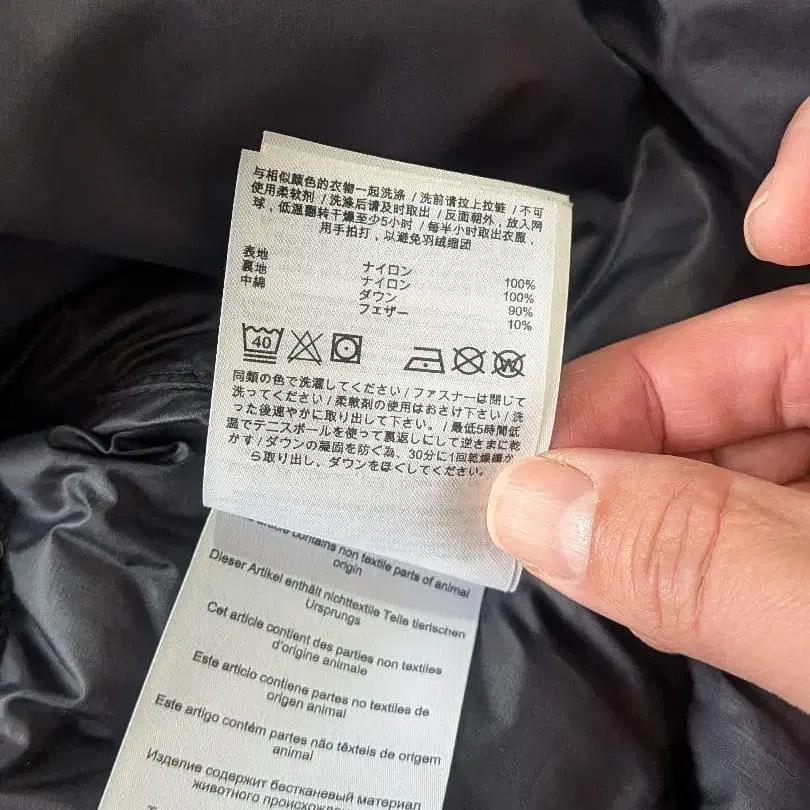 与相似颜色的衣物一起洗涤 / 洗前请拉上拉链 / 不可
使用柔软剂 / 洗涤后请及时取出 / 反面朝外，放入网
球，低温翻转干燥至少5小时 / 每半小时取出衣服，
用手拍打，以避免羽绒缩团
表地 ナイロン 100%
裏地 ナイロン 100%
中綿 ダウン 90%
フェザー 10%
40
W
同類の色で洗濯してください / ファスナーは閉じて
洗ってください / 柔軟剤の使用はおさけ下さい / 洗
った後速やかに取り出して下さい。 / 最低5時間低
温でテニスボールを使って裏返しにして逆さまに乾
かす / ダウンの凝固を防ぐ為、30分に1回乾燥機か
ら取り出し、ダウンをほぐしてください。
article contains non textile parts of animal
origin
Dieser Artikel enthält nichttextile Teile tierischen
Ursprungs
Cet article contient des parties non textiles
d'origine animale
Este articio contiene partes no textiles de
origen animal
Este artigo contém partes não têxteis de origem
animal
Изделие содержит бестканевый материал
животного